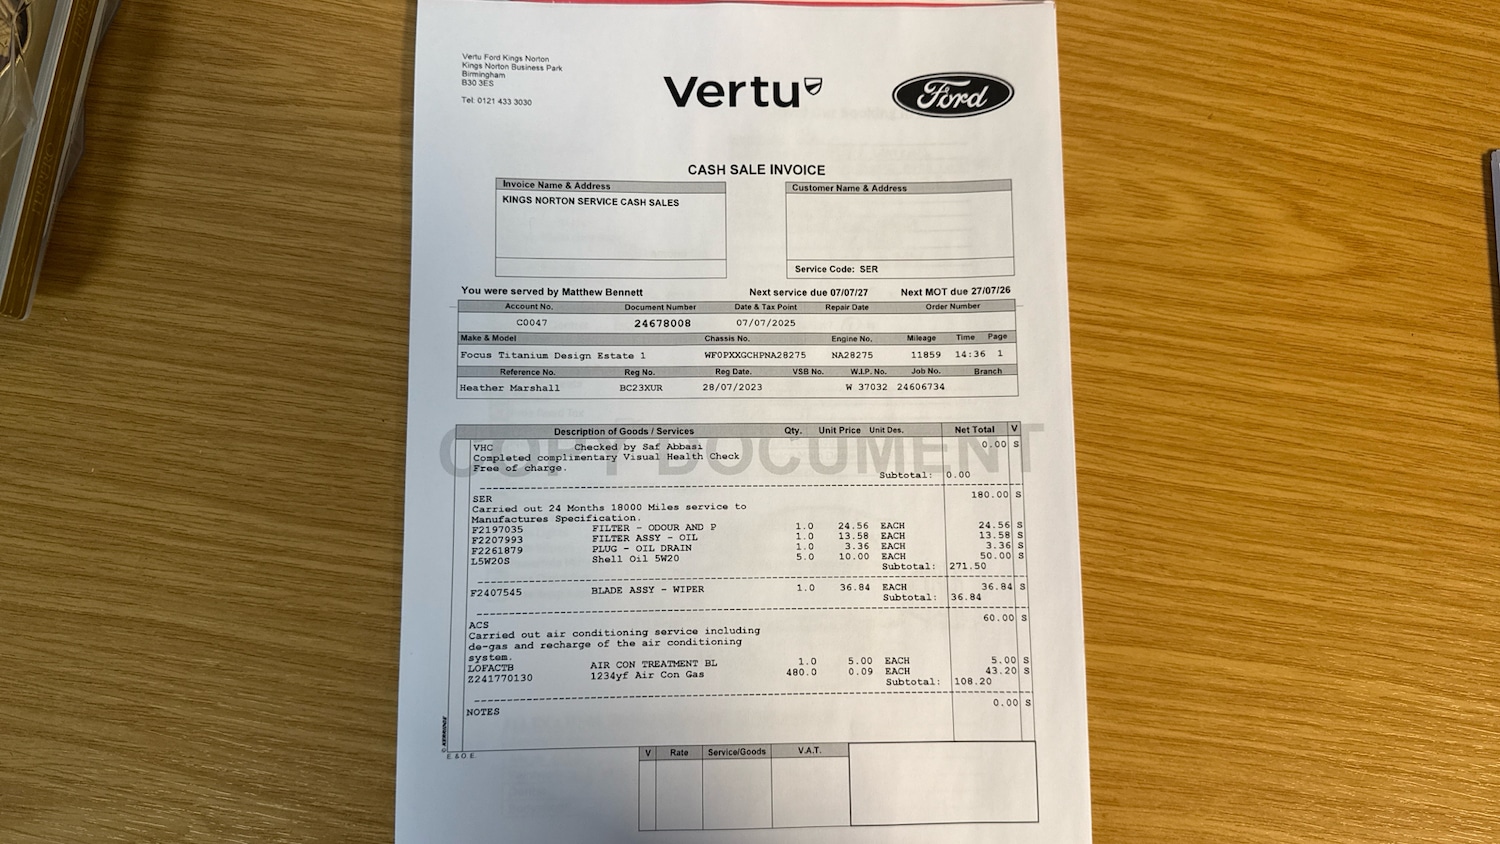 Vertu Ford Kings Norton
Kings Norton Business Park
Birmingham
B30 3ES
Tel: 0121 433 3030
Vertu
Ford
CASH SALE INVOICE
Invoice Name & Address
KINGS NORTON SERVICE CASH SALES
Customer Name & Address
Service Code: SER
You were served by Matthew Bennett Next service due 07/07/27 Next MOT due 27/07/26
Account No. Document Number Date & Tax Point Repair Date Order Number
C0047 24678008 07/07/2025
Make & Model Chassis No. Engine No. Mileage Time Page
Focus Titanium Design Estate 1 WF0PXXGCHPNA28275 NA28275 11859 14:36 1
Reference No. Reg No. Reg Date. VSB No. W.I.P. No. Job No. Branch
Heather Marshall BC23XUR 28/07/2023 W 37032 24606734
COPY DOCUMENT
Description of Goods / Services Qty. Unit Price Unit Des. Net Total V
VHC Checked by Saf Abbasi 0.00 S
Completed complimentary Visual Health Check
Free of charge.
Subtotal: 0.00
SER 180.00 S
Carried out 24 Months 18000 Miles service to
Manufactures Specification.
F2197035 FILTER - ODOUR AND P 1.0 24.56 EACH 24.56 S
F2207993 FILTER ASSY - OIL 1.0 13.58 EACH 13.58 S
F2261879 PLUG - OIL DRAIN 1.0 3.36 EACH 3.36 S
L5W20S Shell Oil 5W20 5.0 10.00 EACH 50.00 S
Subtotal: 271.50
F2407545 BLADE ASSY - WIPER 1.0 36.84 EACH 36.84 S
Subtotal: 36.84
ACS 60.00 S
Carried out air conditioning service including
de-gas and recharge of the air conditioning
system.
LOFACTB AIR CON TREATMENT BL 1.0 5.00 EACH 5.00 S
Z241770130 1234yf Air Con Gas 480.0 0.09 EACH 43.20 S
Subtotal: 108.20
NOTES 0.00 S
© KERRIDGE
E. & O. E.
V Rate Service/Goods V.A.T.